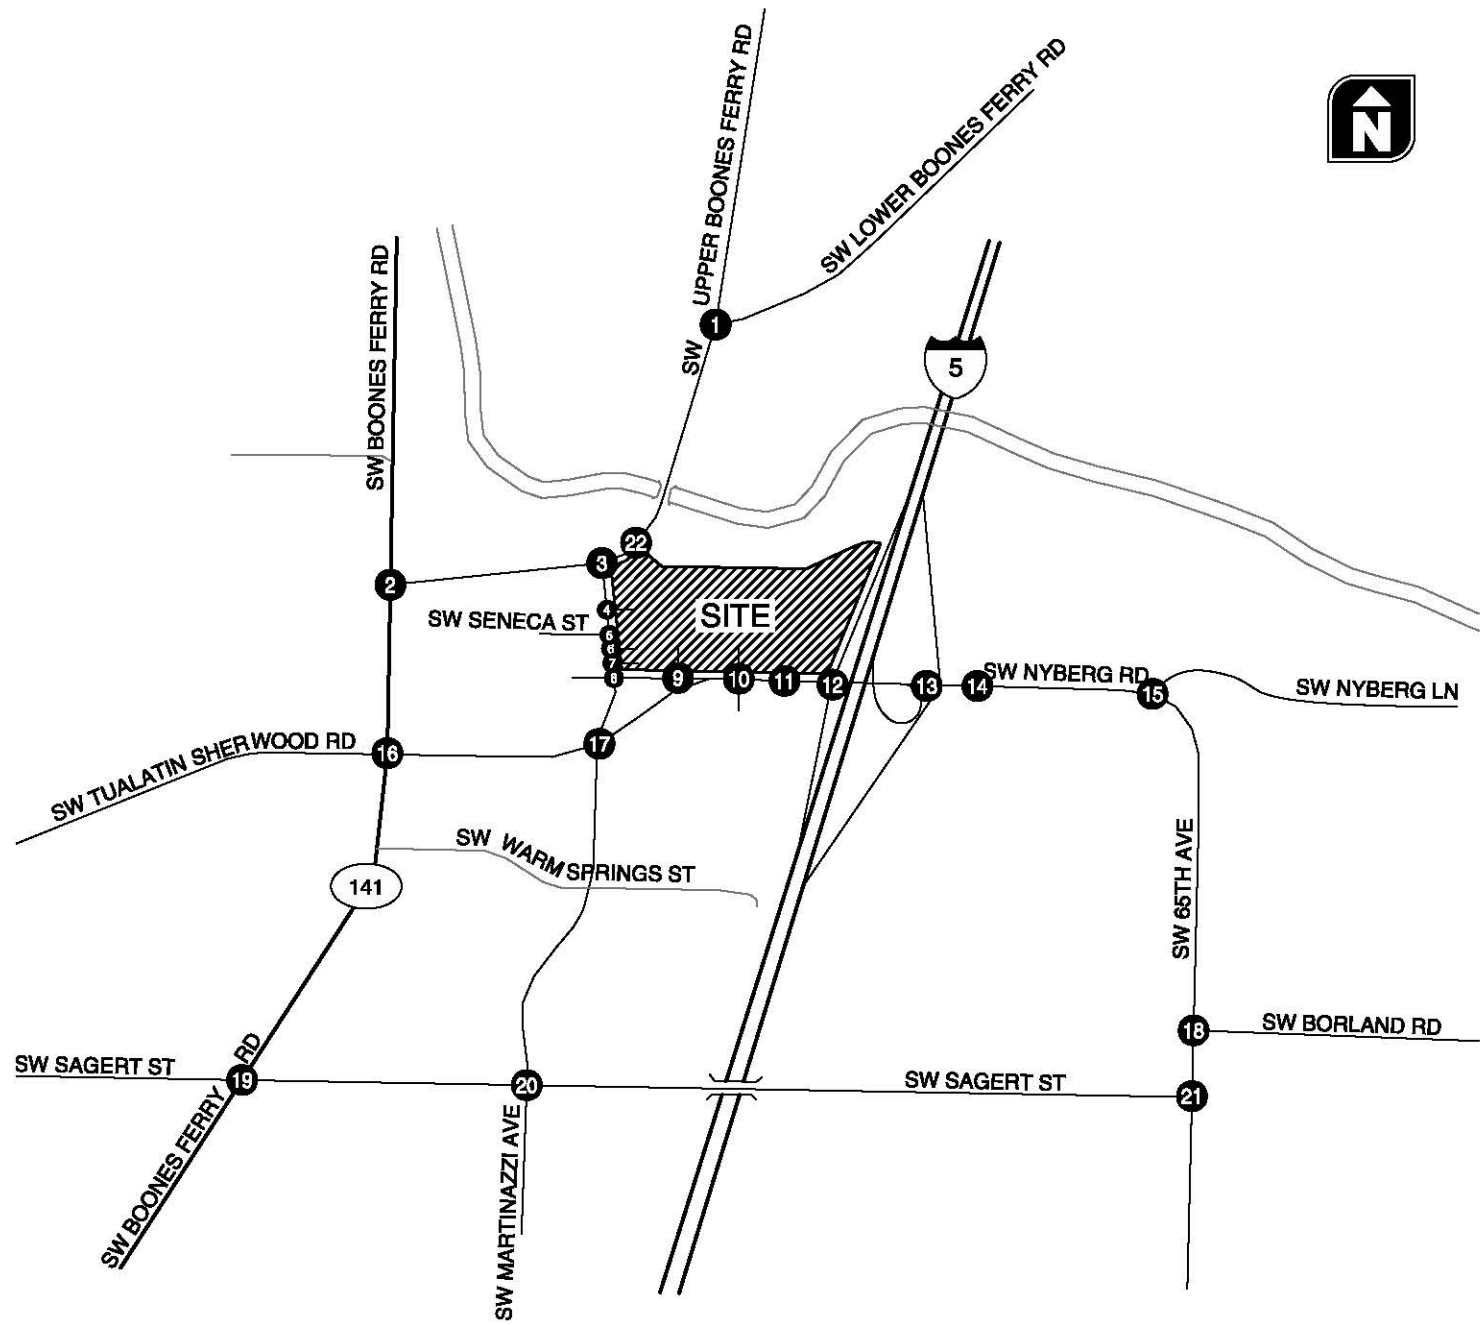 UPPER BOONES FERRY RD
SW
SW LOWER BOONES FERRY RD
N
SW BOONES FERRY RD
1
5
22
3
2
4
SITE
SW SENECA ST
7
9
10
11
12
13
14
SW NYBERG RD
15
SW NYBERG LN
16
17
SW TUALATIN SHERWOOD RD
SW WARM SPRINGS ST
141
SW 65TH AVE
18
SW BORLAND RD
SW SAGERT ST
19
20
SW SAGERT ST
21
SW BOONES FERRY RD
SW MARTINAZZI AVE